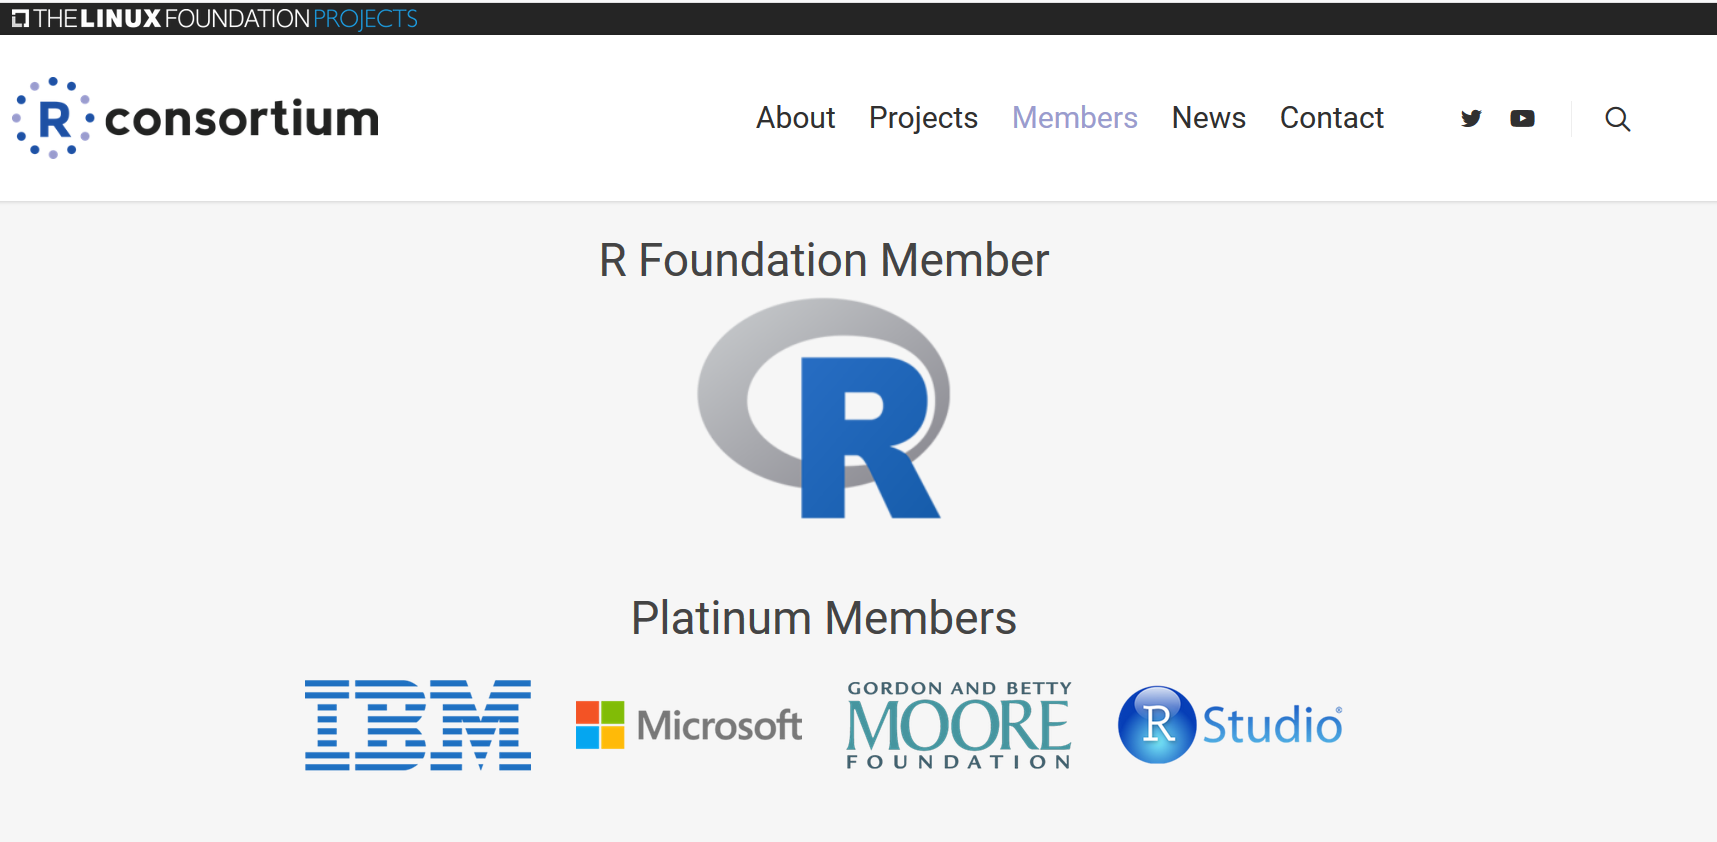 THE LINUX FOUNDATION PROJECTS
R consortium
About Projects Members News Contact
R Foundation Member
R
Platinum Members
IBM
Microsoft
GORDON AND BETTY
MOORE
FOUNDATION
R Studio®